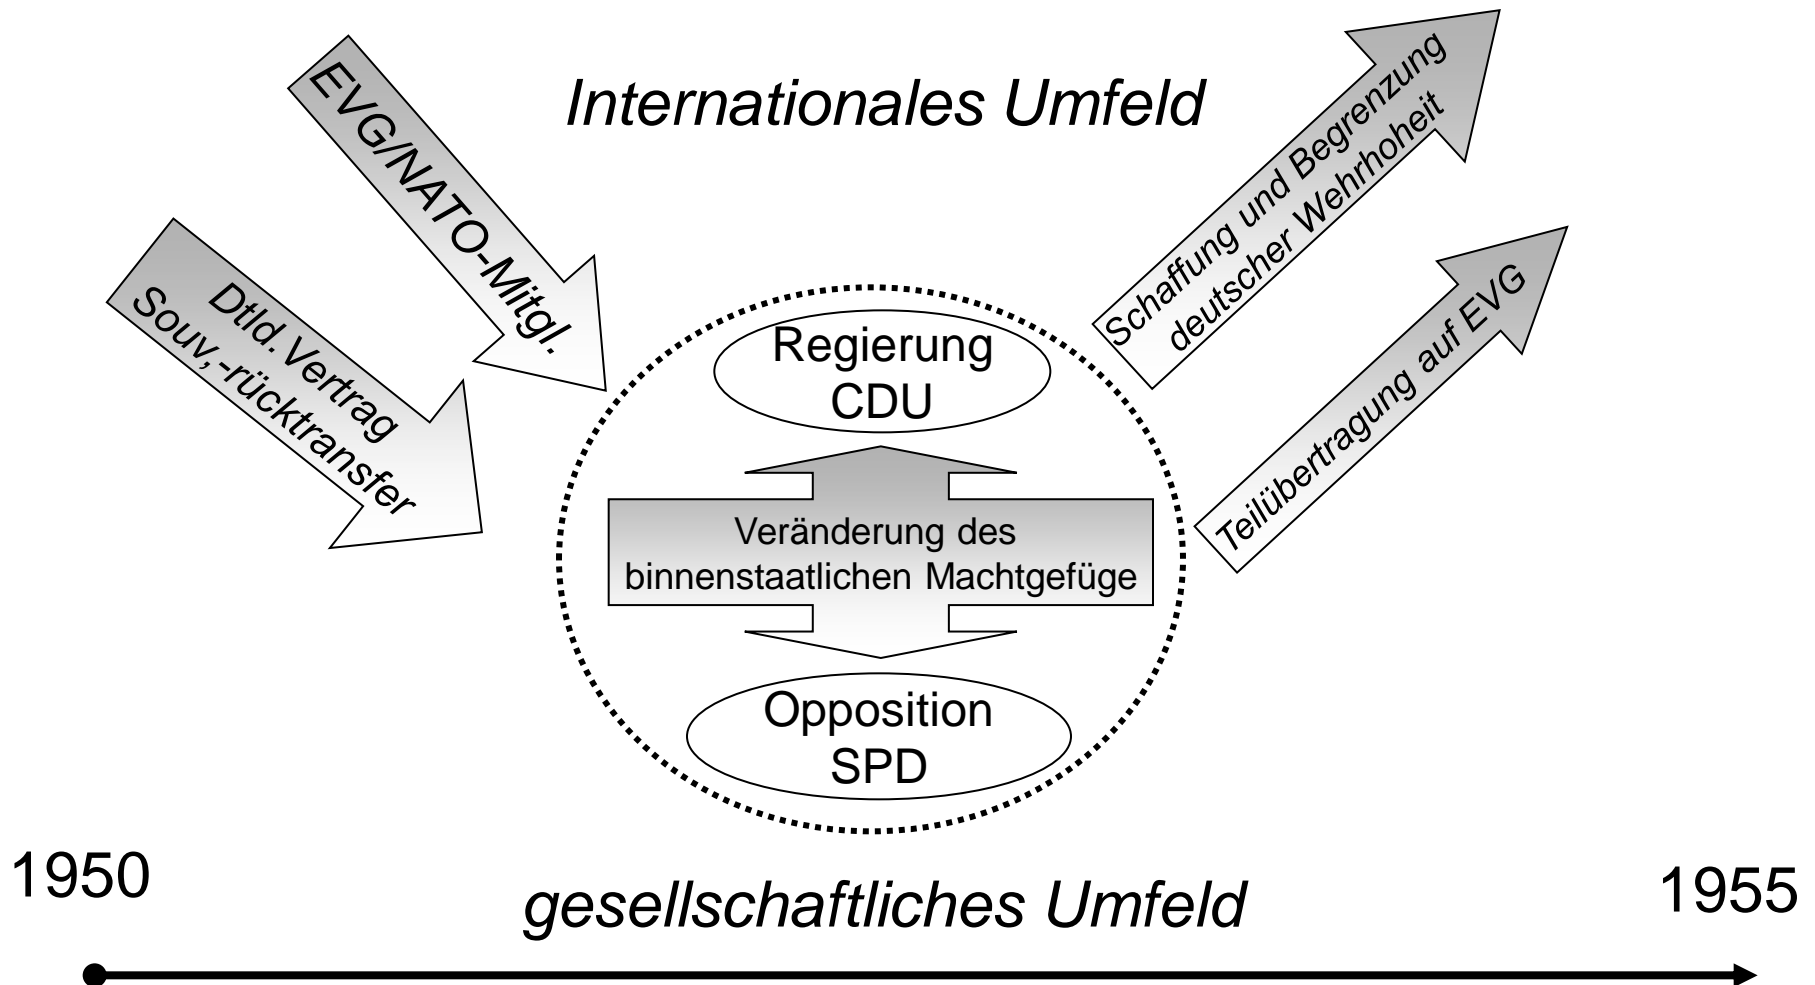 Internationales Umfeld
EVG/NATO-Mitgl.
Dtld.Vertrag
Souv,-rücktransfer
Schaffung und Begrenzung
deutscher Wehrhoheit
Teilübertragung auf EVG
Regierung
CDU
Veränderung des
binnenstaatlichen Machtgefüge
Opposition
SPD
1950
gesellschaftliches Umfeld
1955